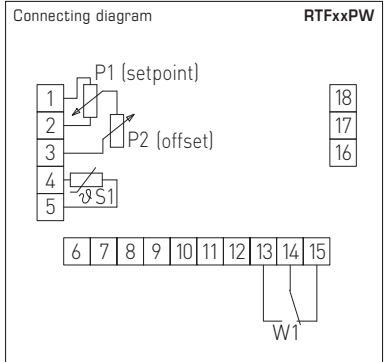 Connecting diagram RTFxxPW
P1 (setpoint)
1
2
3
P2 (offset)
4
5
ϑ S1
18
17
16
6 7 8 9 10 11 12 13 14 15
W1